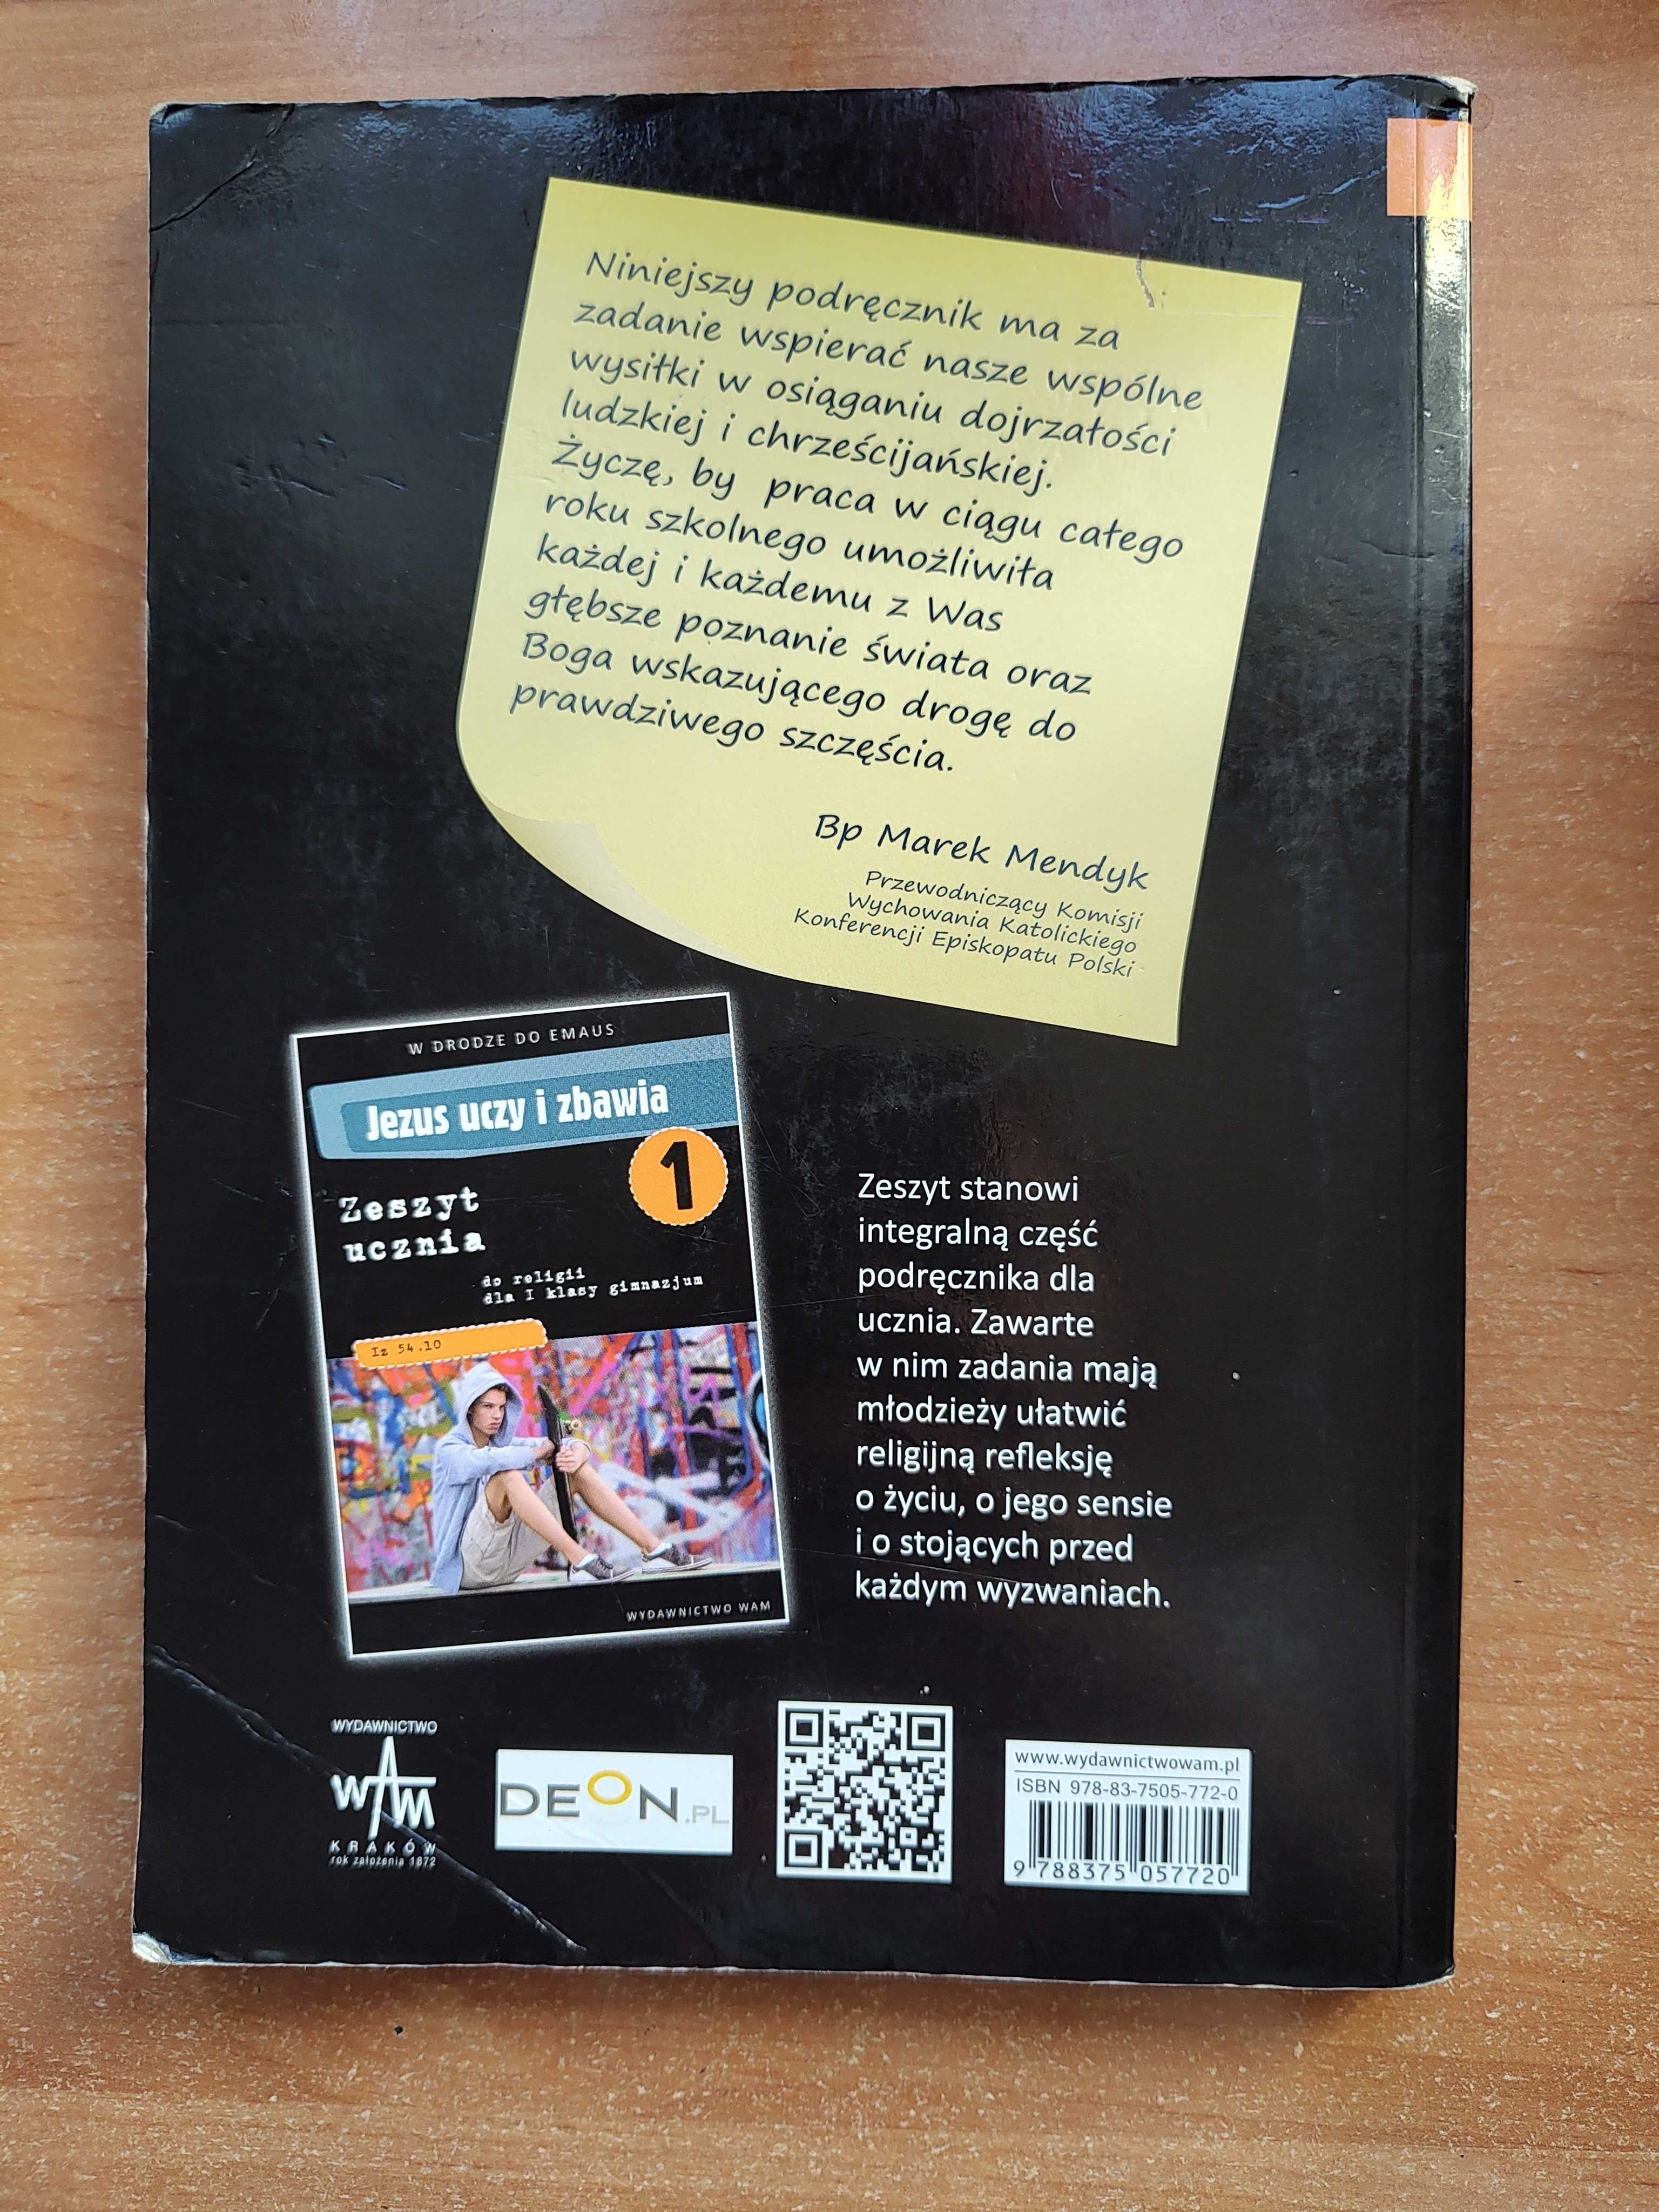 Niniejszy podręcznik ma za
zadanie wspierać nasze wspólne
wysiłki w osiąganiu dojrzałości
ludzkiej i chrześcijańskiej.
Życzę, by praca w ciągu całego
roku szkolnego umożliwiła
każdej i każdemu z Was
głębsze poznanie świata oraz
Boga wskazującego drogę do
prawdziwego szczęścia.
Bp Marek Mendyk
Przewodniczący Komisji
Wychowania Katolickiego
Konferencji Episkopatu Polski
W DRODZE DO EMAUS
Jezus uczy i zbawia
1
Zeszyt
ucznia
do religii
dla I klasy gimnazjum
Iz 54.10
WYDAWNICTWO WAM
Zeszyt stanowi
integralną część
podręcznika dla
ucznia. Zawarte
w nim zadania mają
młodzieży ułatwić
religijną refleksję
o życiu, o jego sensie
i o stojących przed
każdym wyzwaniach.
WYDAWNICTWO
WAM
KRAKÓW
rok założenia 1872
DEON.PL
www.wydawnictwowam.pl
ISBN 978-83-7505-772-0
9 788375 057720